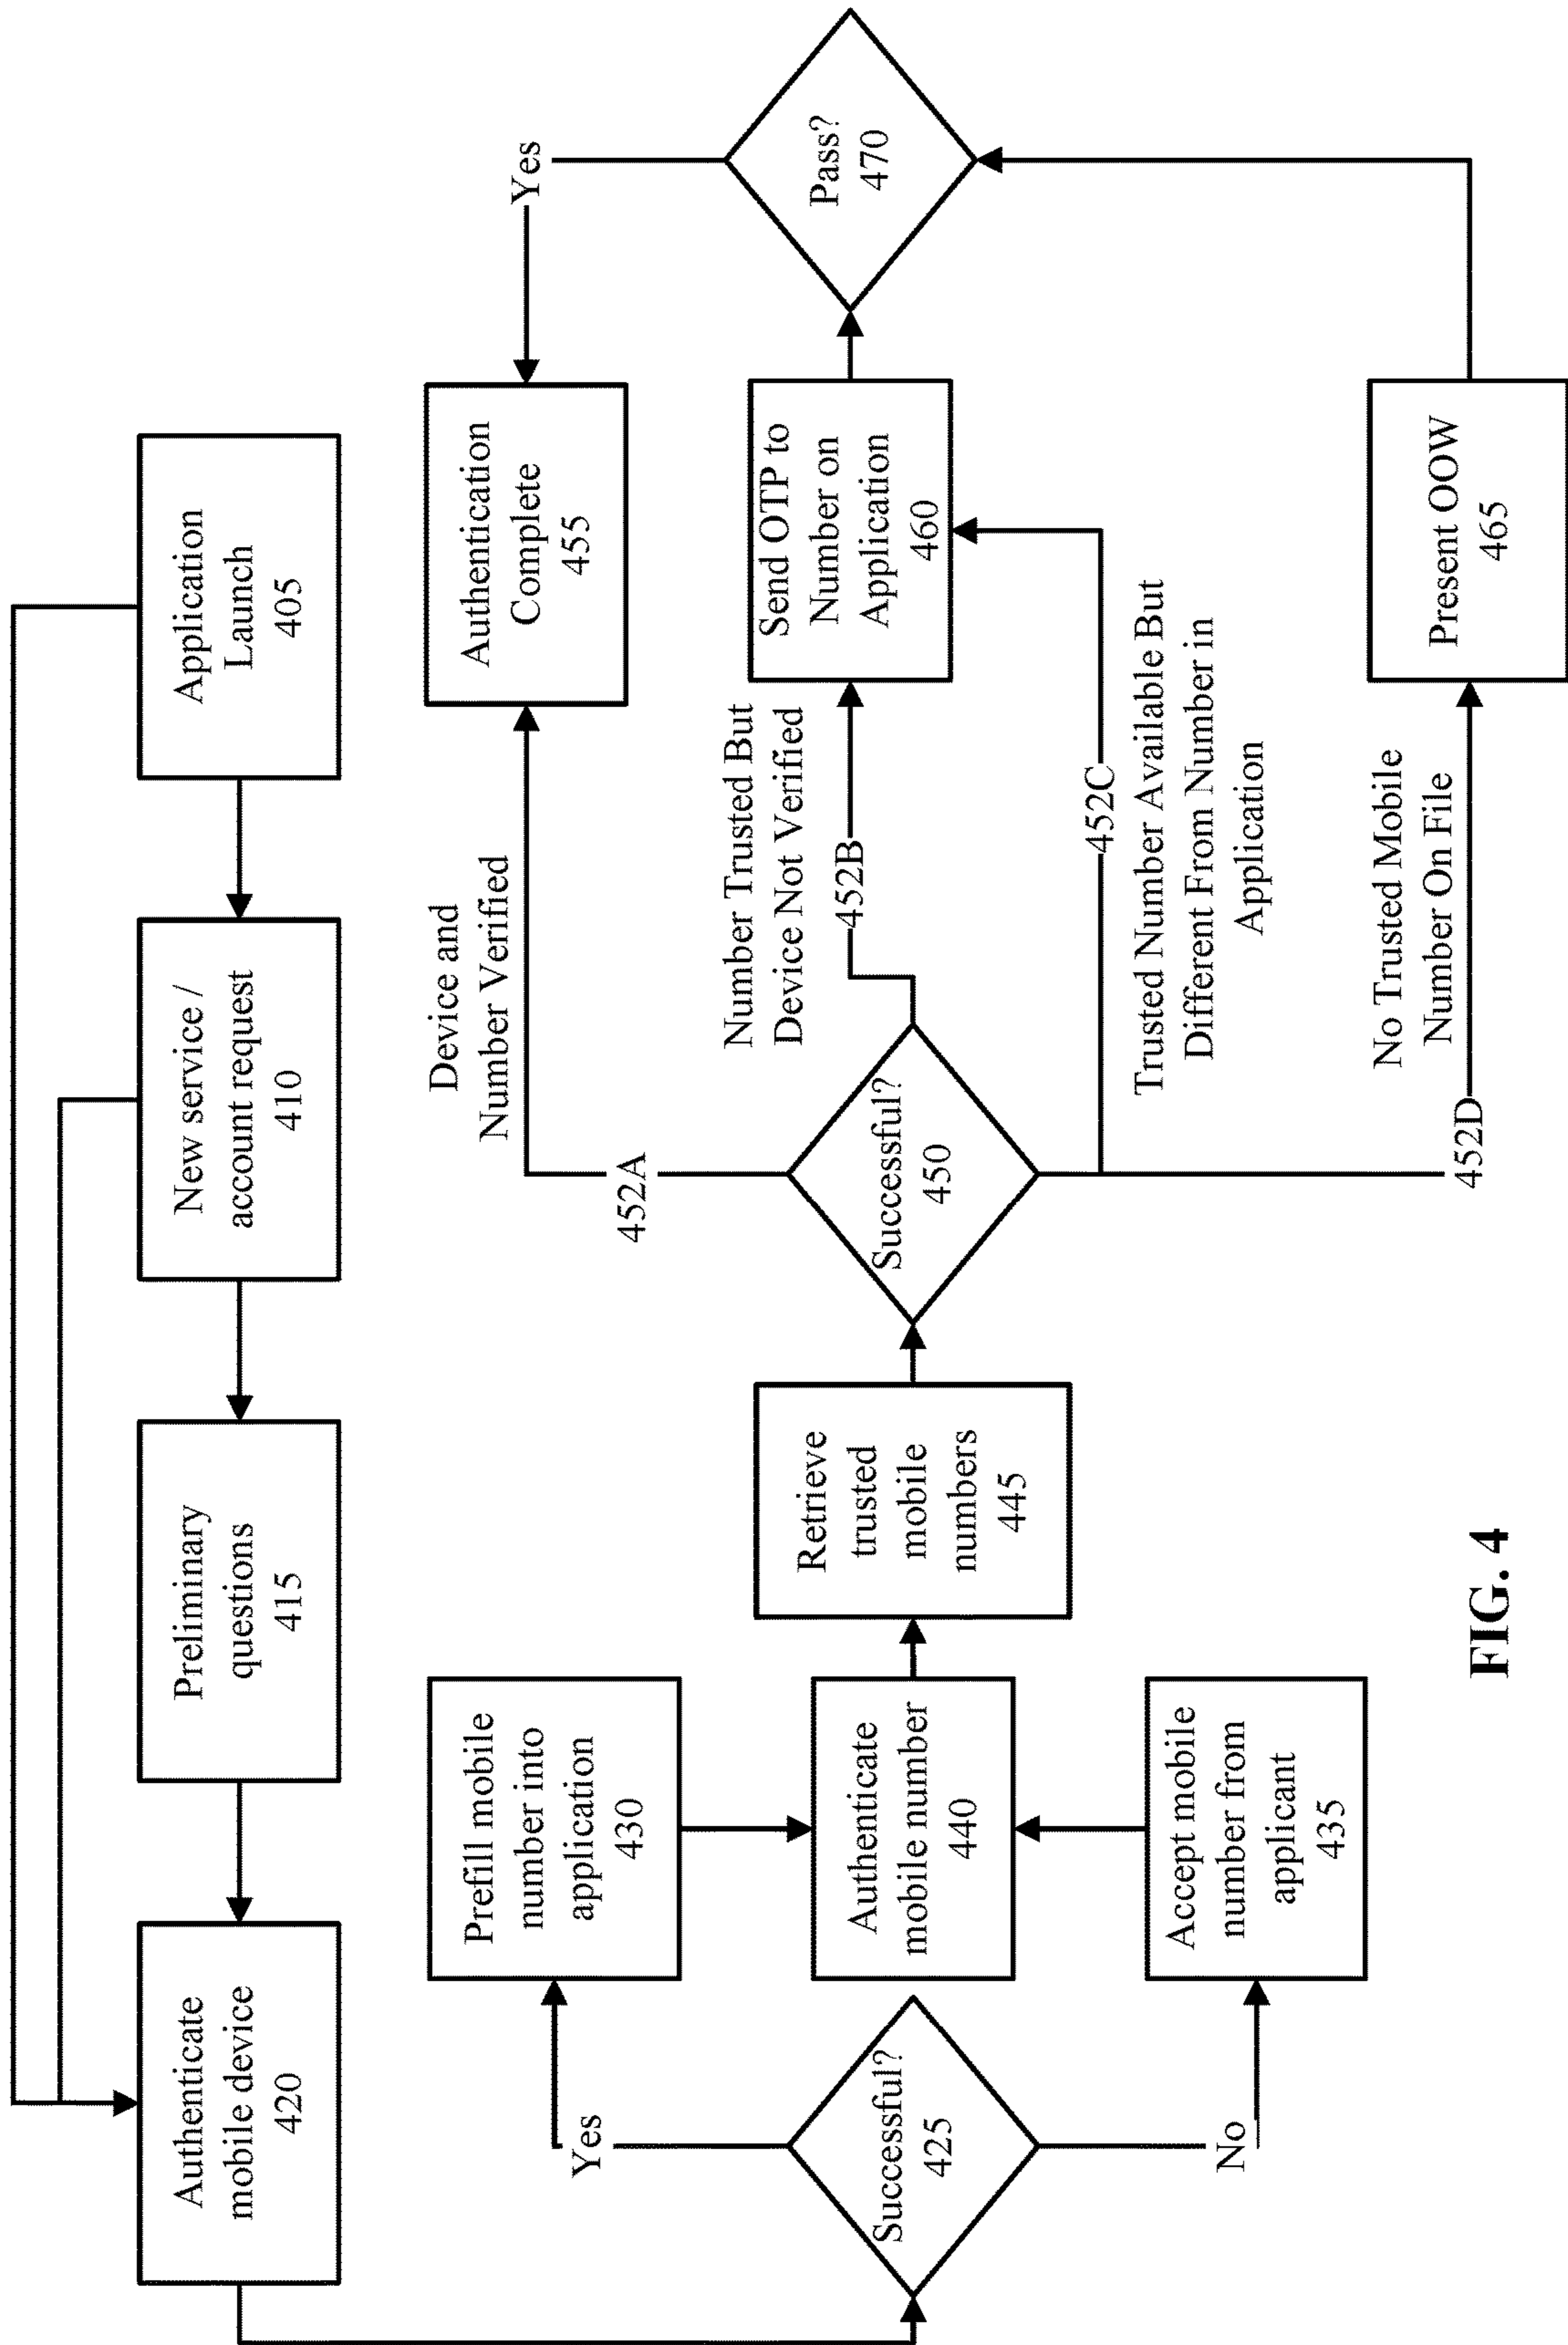 Application
Launch
405
New service /
account request
410
Preliminary
questions
415
Authenticate
mobile device
420
Successful?
425
Yes
No
Prefill mobile
number into
application
430
Accept mobile
number from
applicant
435
Authenticate
mobile number
440
Retrieve
trusted
mobile
numbers
445
Successful?
450
452A
Device and
Number Verified
Authentication
Complete
455
Number Trusted But
Device Not Verified
452B
Send OTP to
Number on
Application
460
452C
Trusted Number Available But
Different From Number in
Application
452D
No Trusted Mobile
Number On File
Present OOW
465
Pass?
470
Yes
FIG. 4